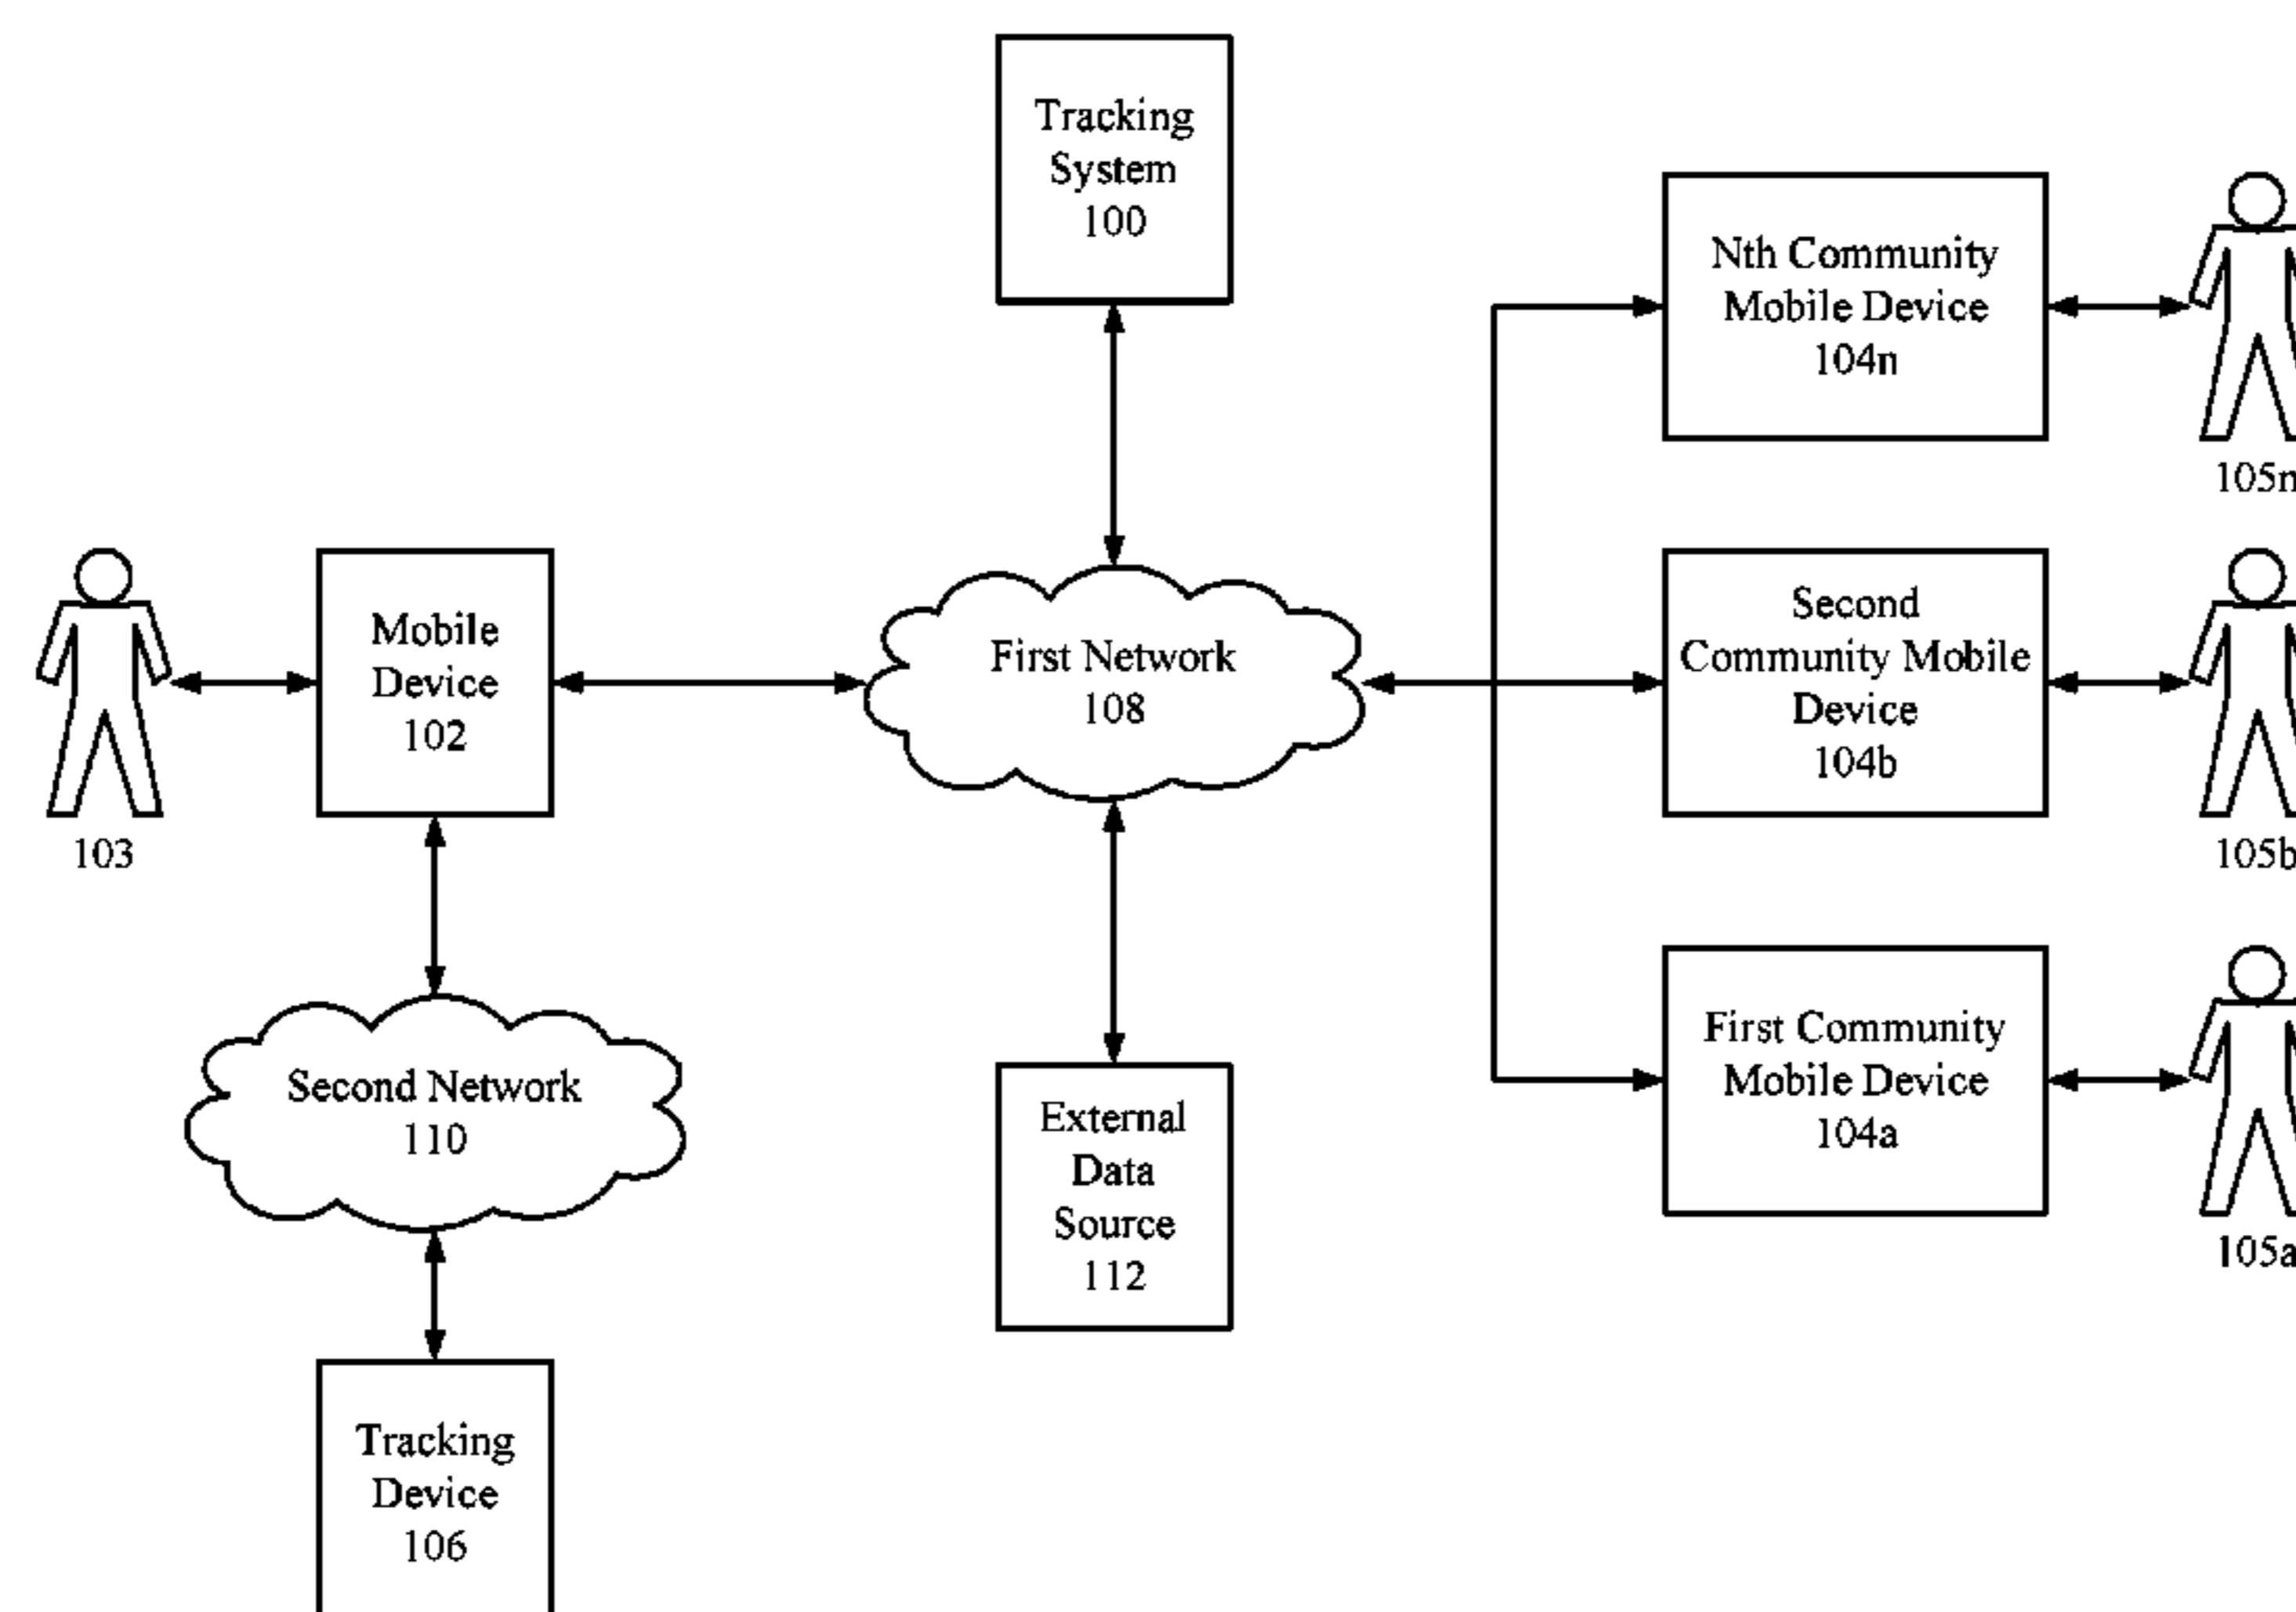 Tracking
System
100
Nth Community
Mobile Device
104n
105n
Mobile
Device
102
103
First Network
108
Second
Community Mobile
Device
104b
105b
Second Network
110
External
Data
Source
112
First Community
Mobile Device
104a
105a
Tracking
Device
106